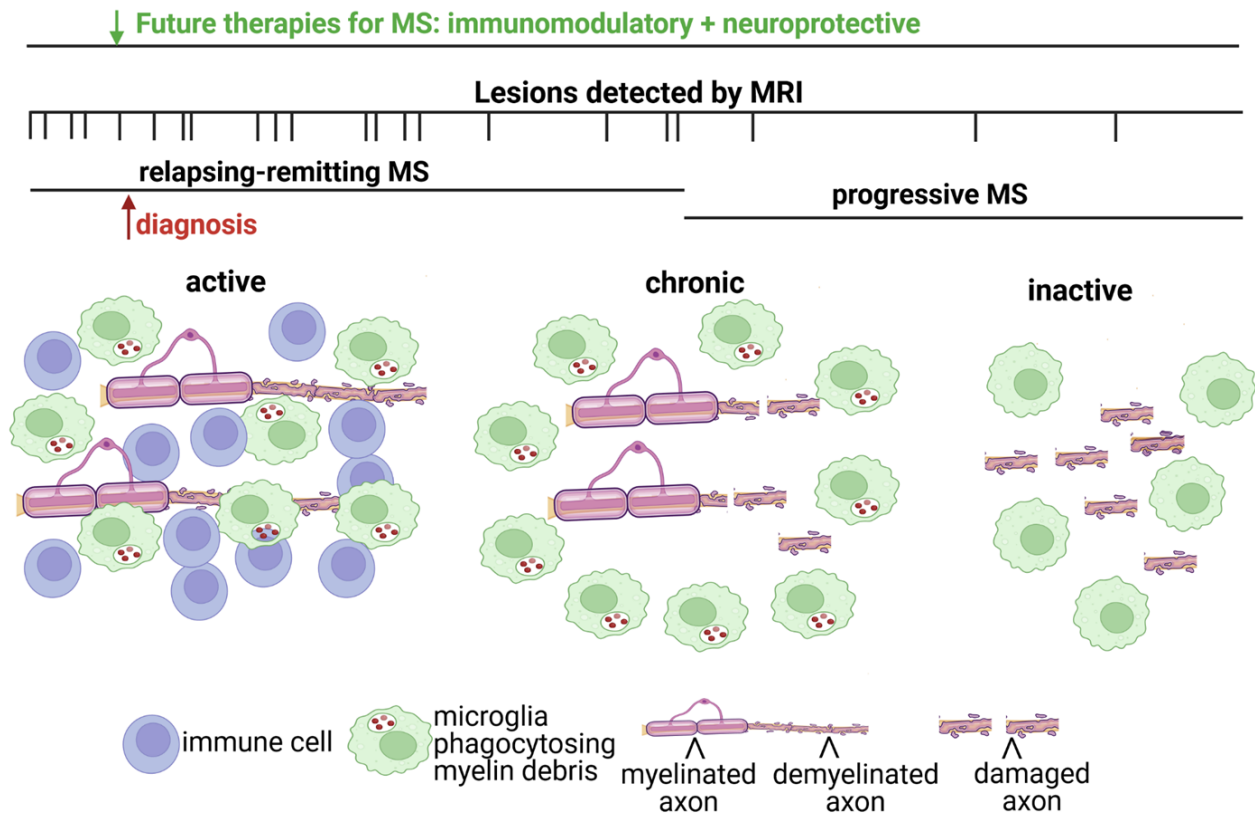 Future therapies for MS: immunomodulatory + neuroprotective
Lesions detected by MRI
relapsing-remitting MS
progressive MS
diagnosis
active
chronic
inactive
immune cell
microglia
phagocytosing
myelin debris
myelinated
axon
demyelinated
axon
damaged
axon